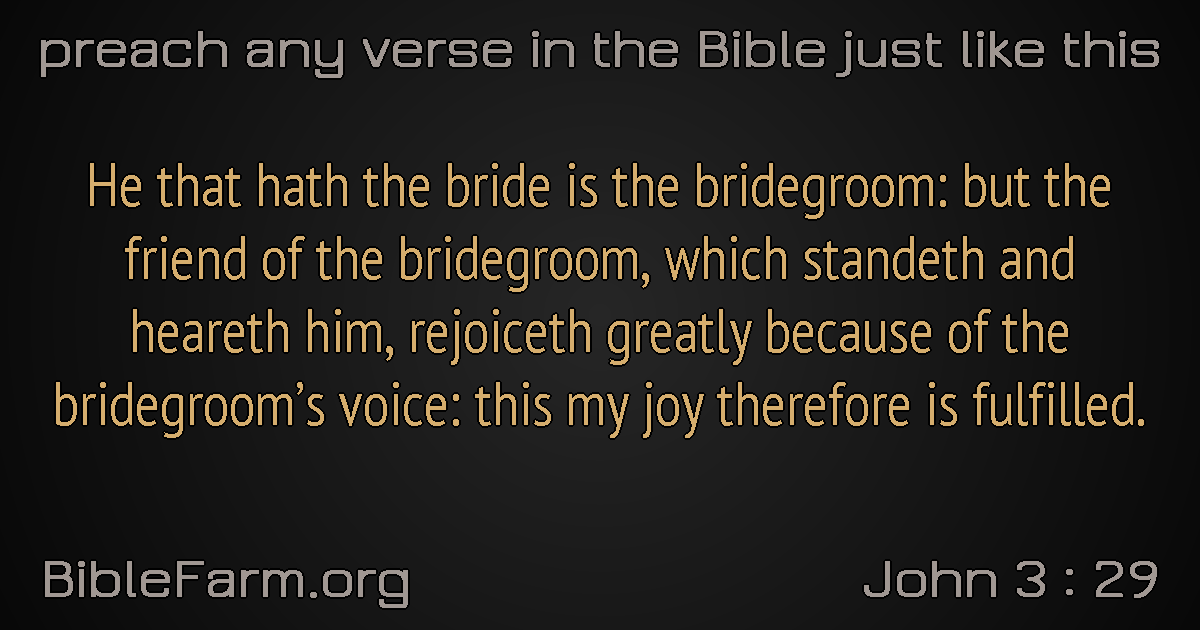 preach any verse in the Bible just like this
He that hath the bride is the bridegroom: but the
friend of the bridegroom, which standeth and
heareth him, rejoiceth greatly because of the
bridegroom’s voice: this my joy therefore is fulfilled.
BibleFarm.org
John 3 : 29